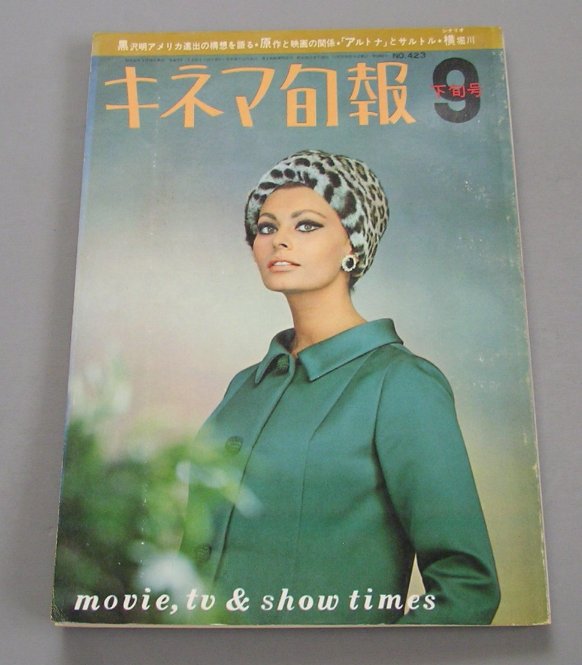 シナリオ
黒沢明アメリカ進出の構想を語る・原作と映画の関係・「アルトナ」とサルトル・横堀川
NO.423
キネマ旬報
9
下旬号
movie, tv & show times